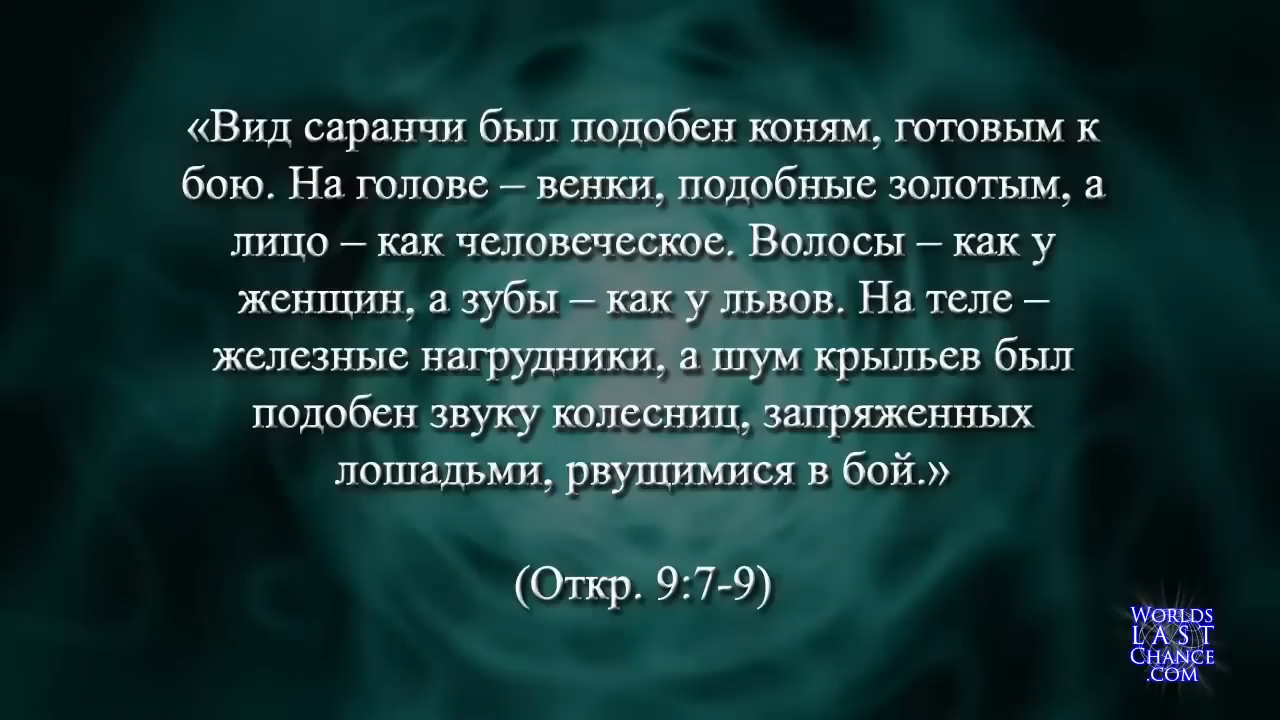 «Вид саранчи был подобен коням, готовым к
бою. На голове – венки, подобные золотым, а
лицо – как человеческое. Волосы – как у
женщин, а зубы – как у львов. На теле –
железные нагрудники, а шум крыльев был
подобен звуку колесниц, запряженных
лошадьми, рвущимися в бой.»
(Откр. 9:7-9)
WORLDS
LAST
CHANCE
.COM